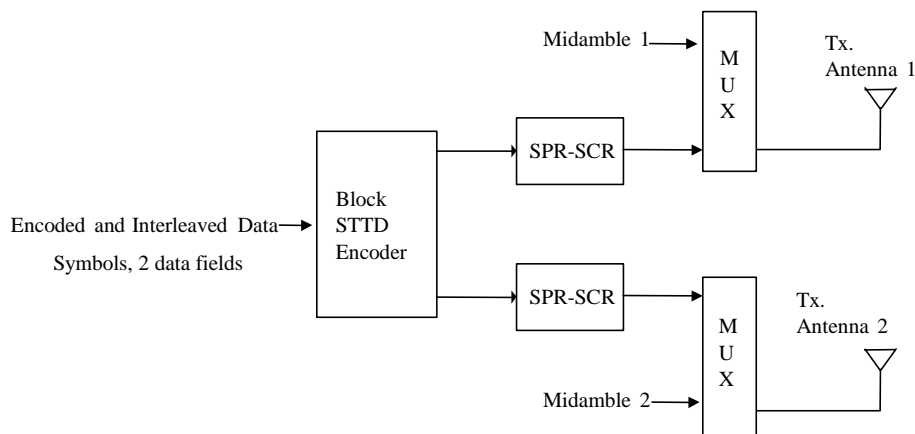 Midamble 1
M
U
X
Tx.
Antenna 1
SPR-SCR
Block
STTD
Encoder
Encoded and Interleaved Data
Symbols, 2 data fields
SPR-SCR
M
U
X
Tx.
Antenna 2
Midamble 2